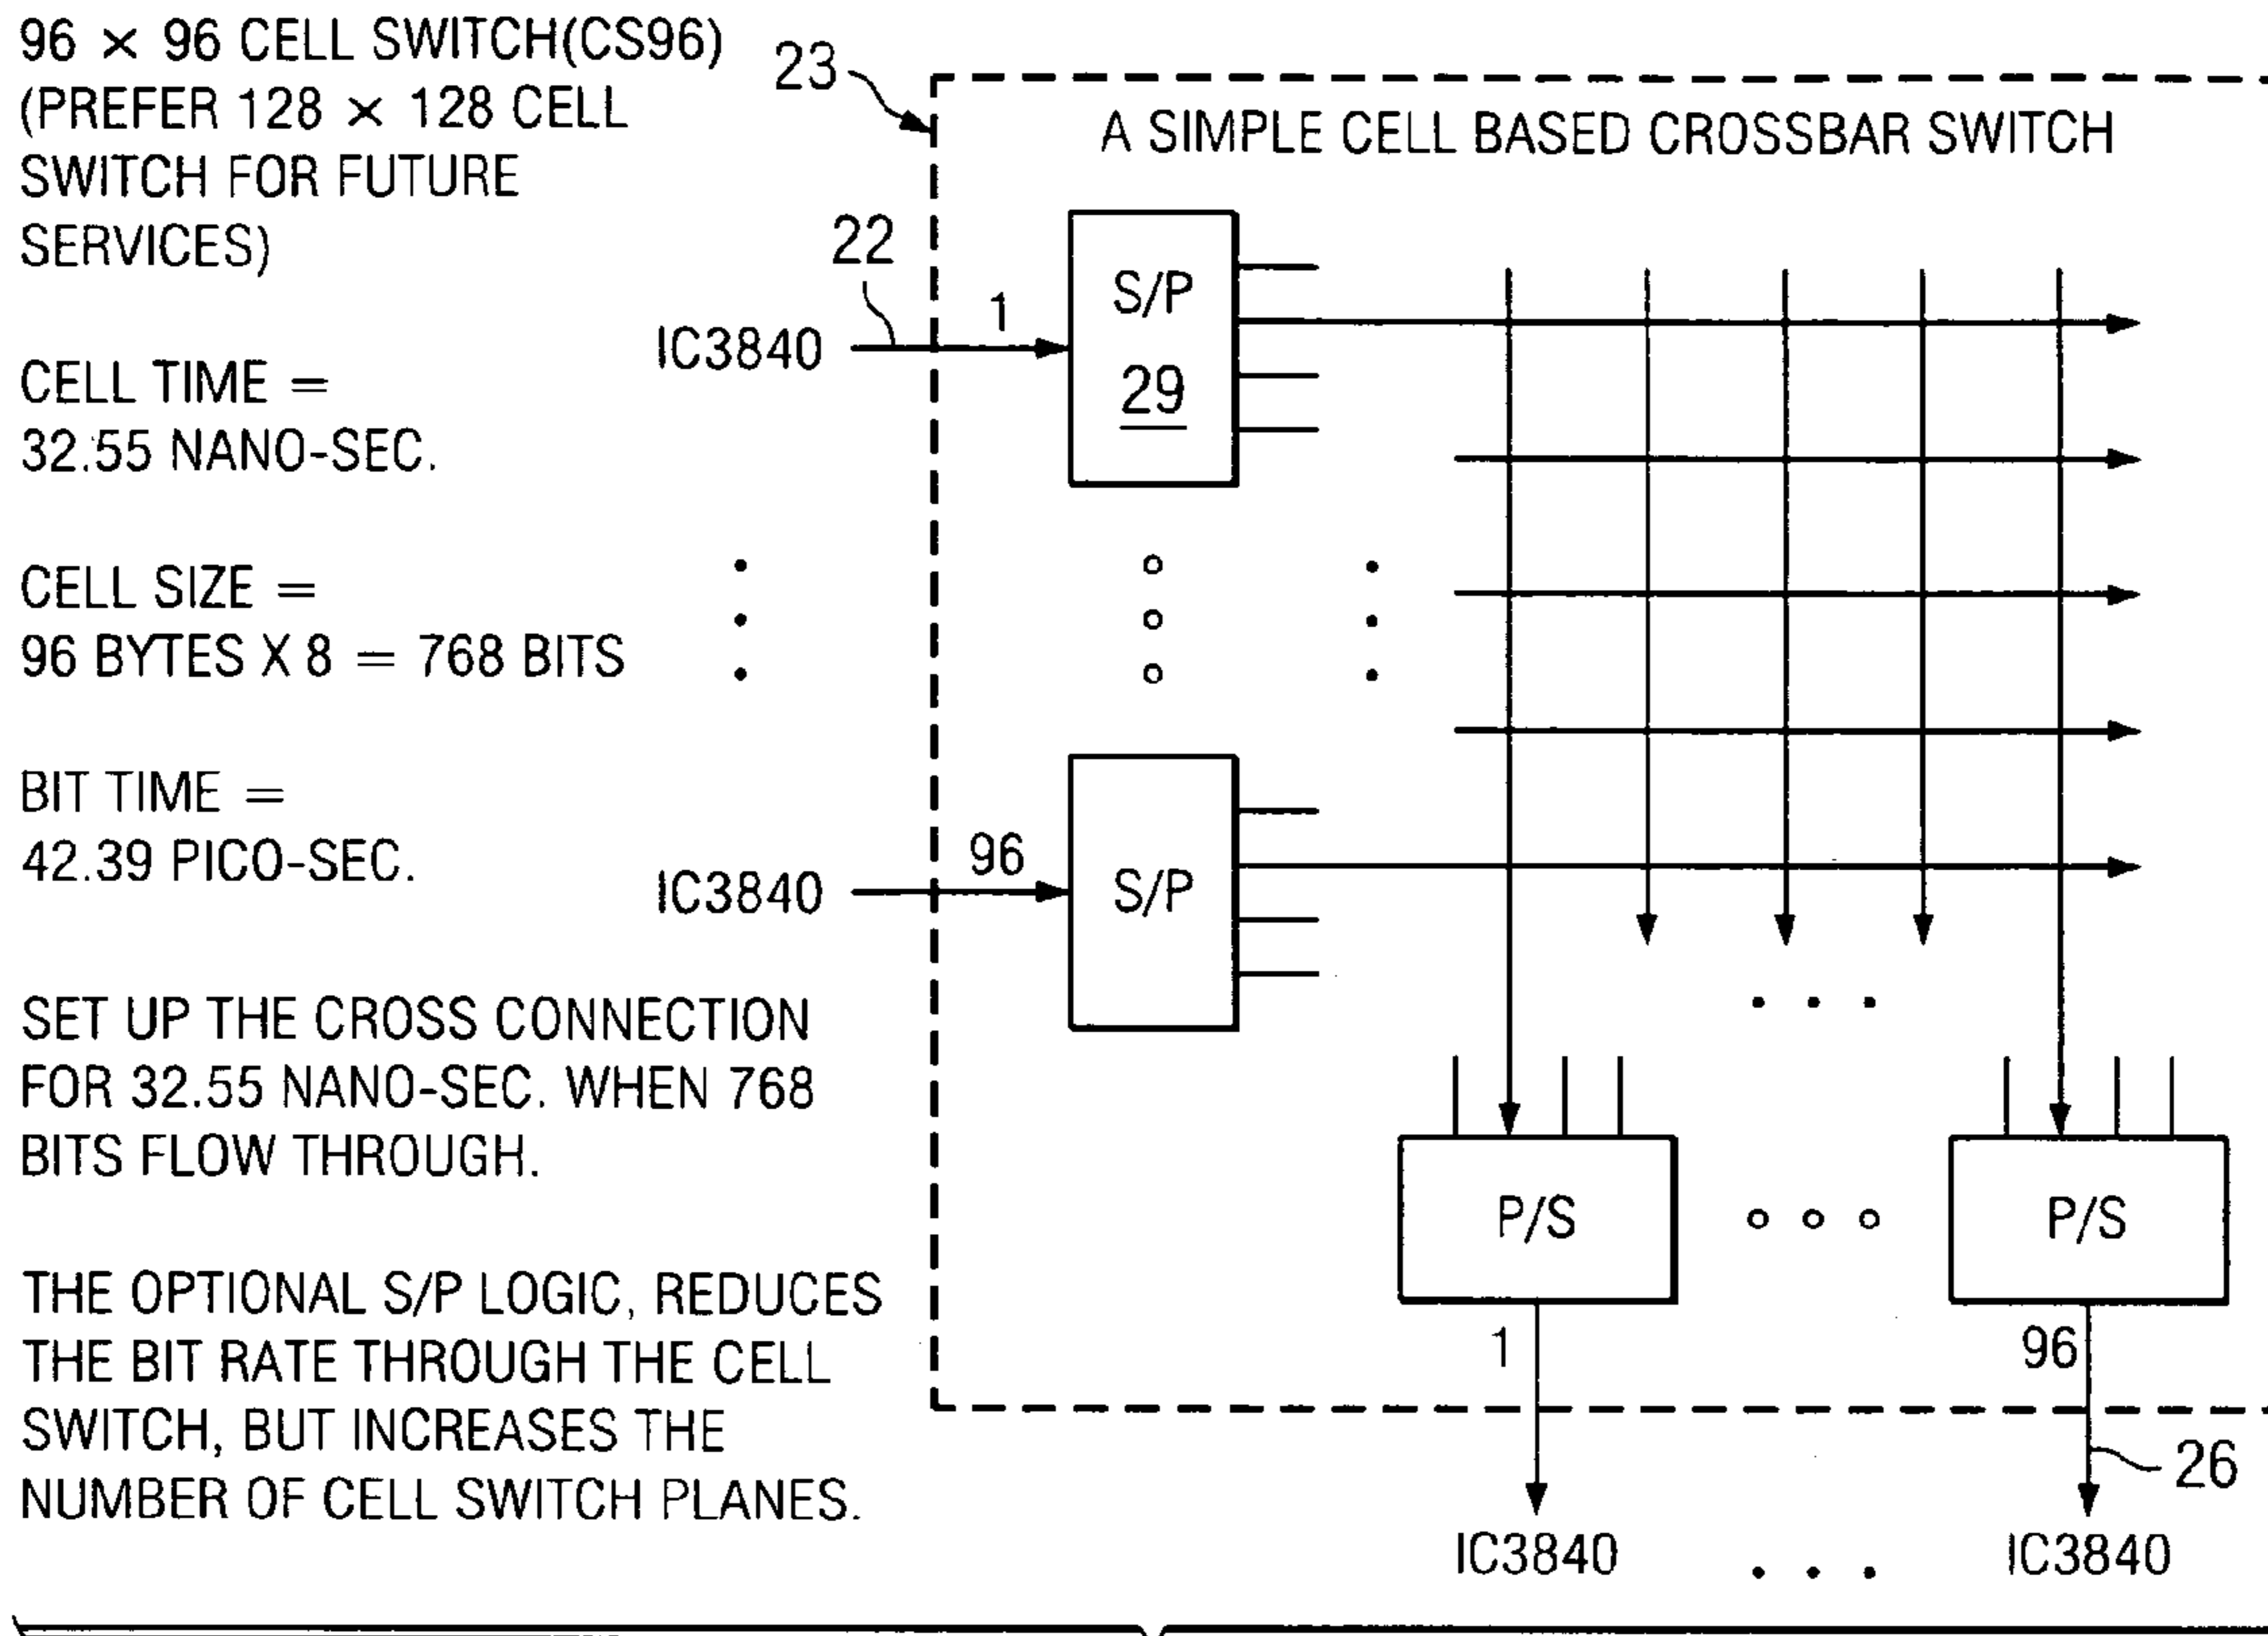 96 × 96 CELL SWITCH(CS96)
(PREFER 128 × 128 CELL
SWITCH FOR FUTURE
SERVICES)
CELL TIME =
32.55 NANO-SEC.
CELL SIZE =
96 BYTES X 8 = 768 BITS
BIT TIME =
42.39 PICO-SEC.
SET UP THE CROSS CONNECTION
FOR 32.55 NANO-SEC. WHEN 768
BITS FLOW THROUGH.
THE OPTIONAL S/P LOGIC, REDUCES
THE BIT RATE THROUGH THE CELL
SWITCH, BUT INCREASES THE
NUMBER OF CELL SWITCH PLANES.
23
A SIMPLE CELL BASED CROSSBAR SWITCH
22
IC3840
1
S/P
29
IC3840
96
S/P
P/S
P/S
1
96
26
IC3840
IC3840